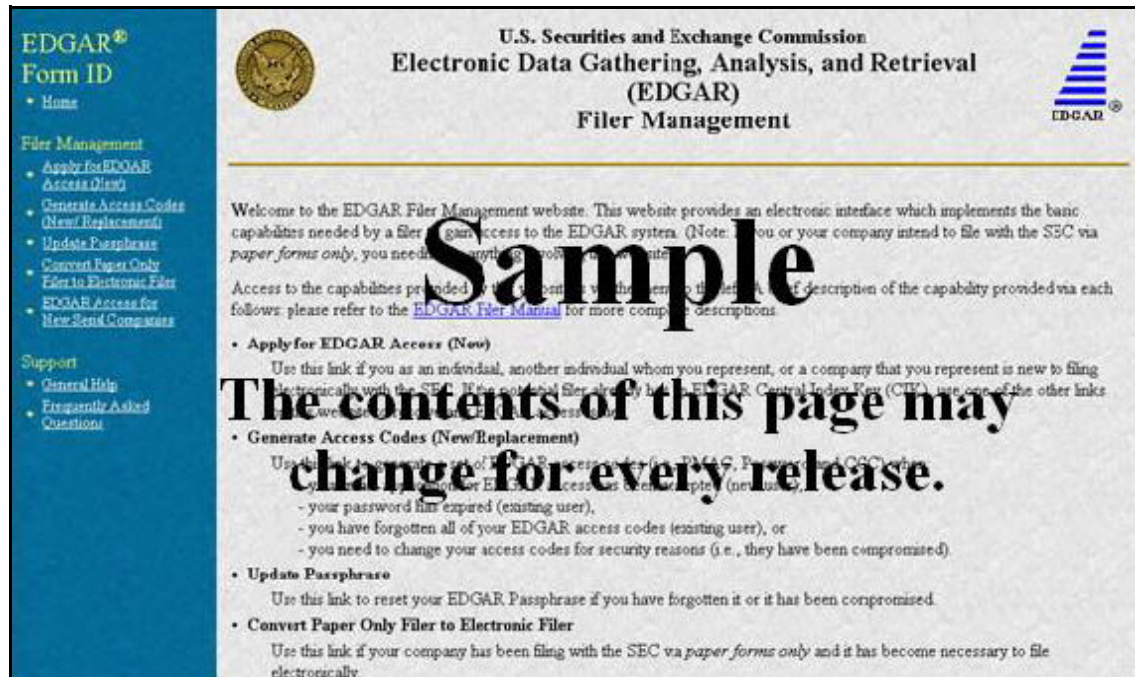 EDGAR®
Form ID
• Home
Filer Management
• Apply for EDGAR
Access (New)
• Generate Access Codes
(New/ Replacement)
• Update Passphrase
• Convert Paper Only
Filer to Electronic Filer
• EDGAR Access for
New Serial Companies
Support
• General Help
• Frequently Asked
Questions
U.S. Securities and Exchange Commission
Electronic Data Gathering, Analysis, and Retrieval
(EDGAR)
Filer Management
EDGAR ®
Welcome to the EDGAR Filer Management website. This website provides an electronic interface which implements the basic
capabilities needed by a filer gain access to the EDGAR system. (Note: you or your company intend to file with the SEC via
paper forms only, you need anything
Sample
Access to the capabilities provided description of the capability provided via each
follows: please refer to the EDGAR Filer Manual for more complete descriptions.
• Apply for EDGAR Access (New)
Use this link if you as an individual, another individual whom you represent, or a company that you represent is new to filing
electronically with the SEC. If the potential filer already EDGAR Central Index Key (CIK), use one of the other links
The contents of this page may
• Generate Access Codes (New/Replacement)
Use this link to generate a set of EDGAR access codes
change for every release.
- your password has expired (existing user),
- you have forgotten all of your EDGAR access codes (existing user), or
- you need to change your access codes for security reasons (i.e., they have been compromised).
• Update Passphrase
Use this link to reset your EDGAR Passphrase if you have forgotten it or it has been compromised.
• Convert Paper Only Filer to Electronic Filer
Use this link if your company has been filing with the SEC via paper forms only and it has become necessary to file
electronically.